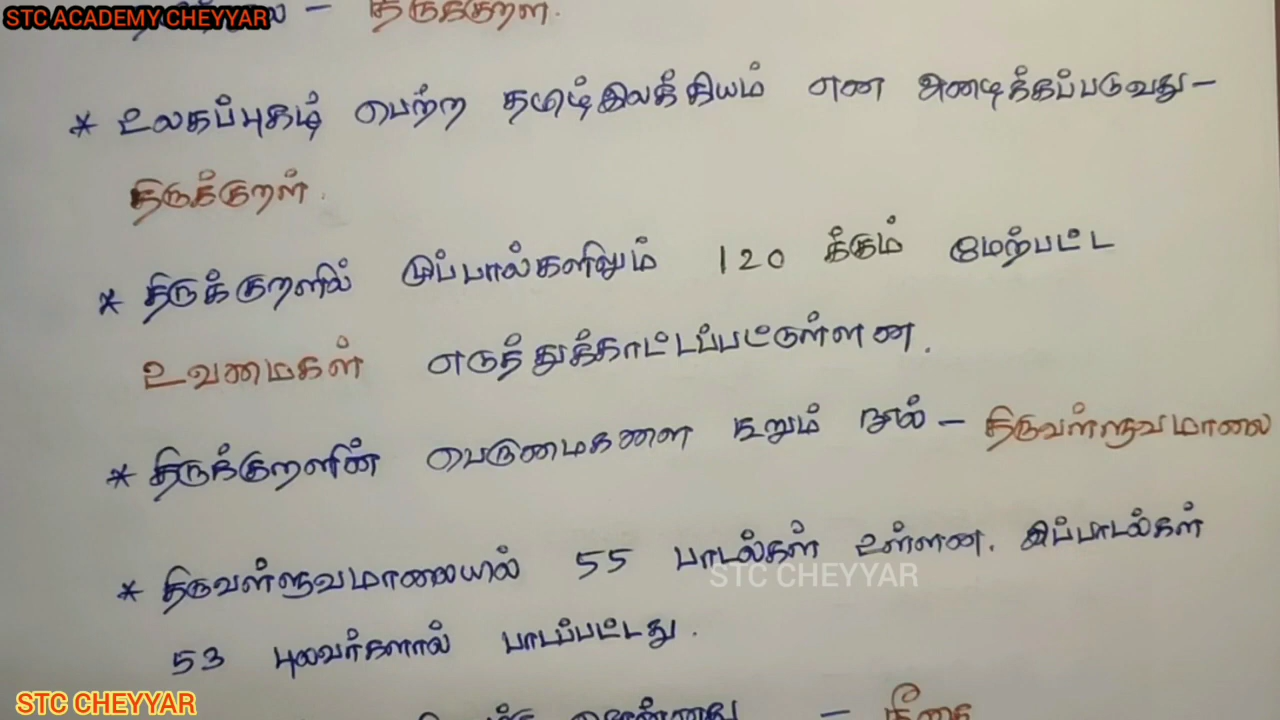 STC ACADEMY CHEYYAR
– திருக்குறள்.
* உலகப்புகழ் பெற்ற தமிழ்இலக்கியம் என அழைக்கப்படுவது –
திருக்குறள்.
* திருக்குறளில் முப்பால்களிலும் 120 க்கும் மேற்பட்ட
உவமைகள் எடுத்துக்காட்டப்பட்டுள்ளன.
* திருக்குறளின் பெருமைகளை கூறும் நூல் – திருவள்ளுவமாலை
* திருவள்ளுவமாலையில் 55 பாடல்கள் உள்ளன. இப்பாடல்கள்
STC CHEYYAR
53 புலவர்களால் பாடப்பட்டது.
STC CHEYYAR
–